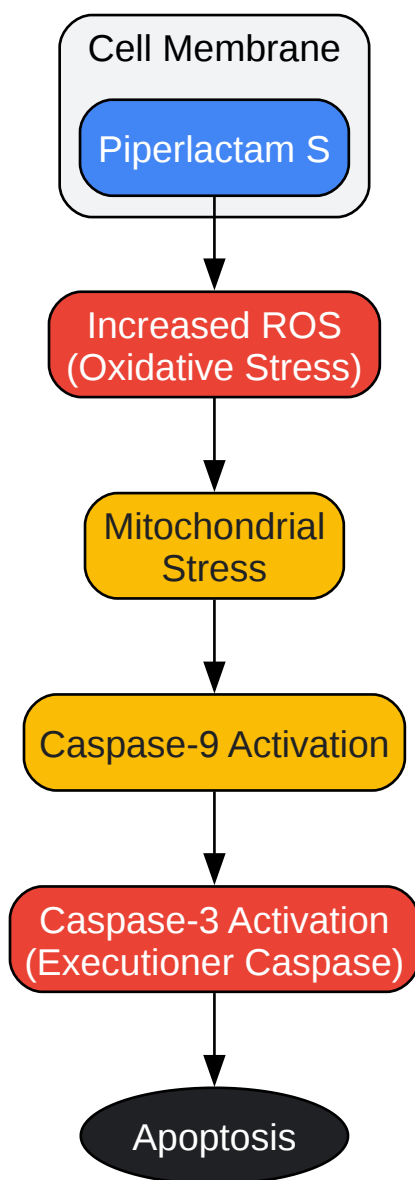 Cell Membrane
Piperlactam S
Increased ROS
(Oxidative Stress)
Mitochondrial
Stress
Caspase-9 Activation
Caspase-3 Activation
(Executioner Caspase)
Apoptosis